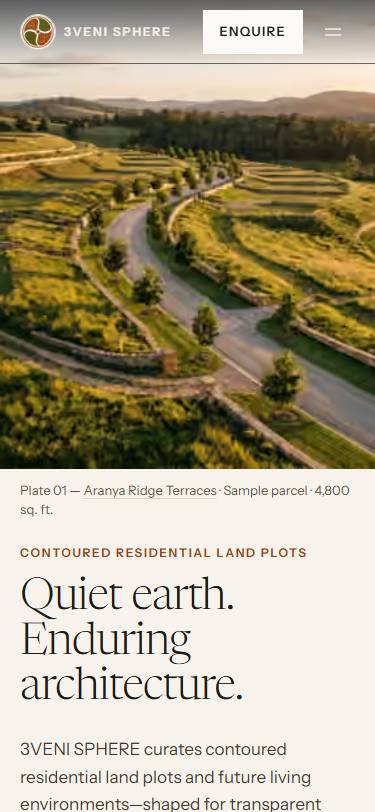 3VENI SPHERE
ENQUIRE
Plate 01 — Aranya Ridge Terraces · Sample parcel · 4,800
sq. ft.
CONTOURED RESIDENTIAL LAND PLOTS
Quiet earth.
Enduring
architecture.
3VENI SPHERE curates contoured
residential land plots and future living
environments—shaped for transparent